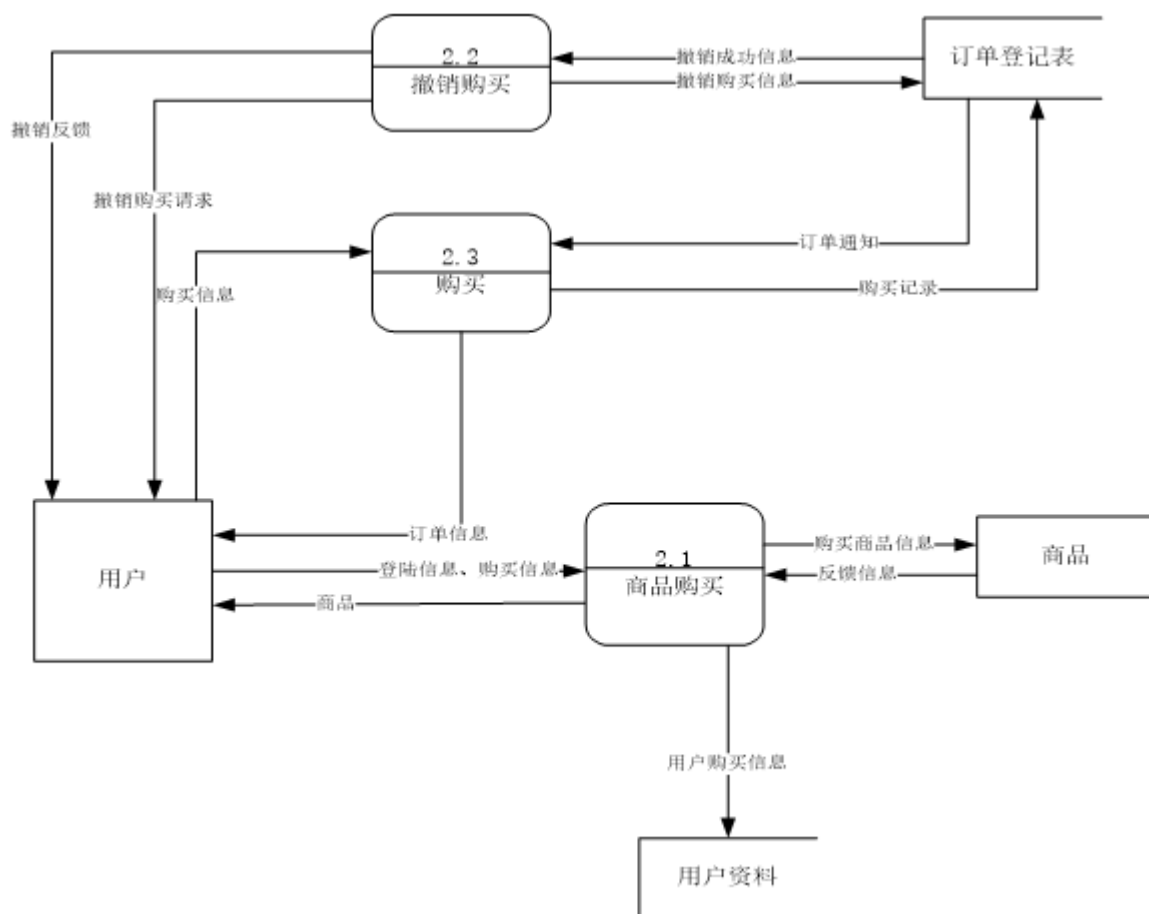 2.2
撤销购买
撤销成功信息
撤销购买信息
订单登记表
撤销反馈
撤销购买请求
2.3
购买
订单通知
购买信息
购买记录
订单信息
用户
登陆信息、购买信息
商品
2.1
商品购买
购买商品信息
反馈信息
商品
用户购买信息
用户资料